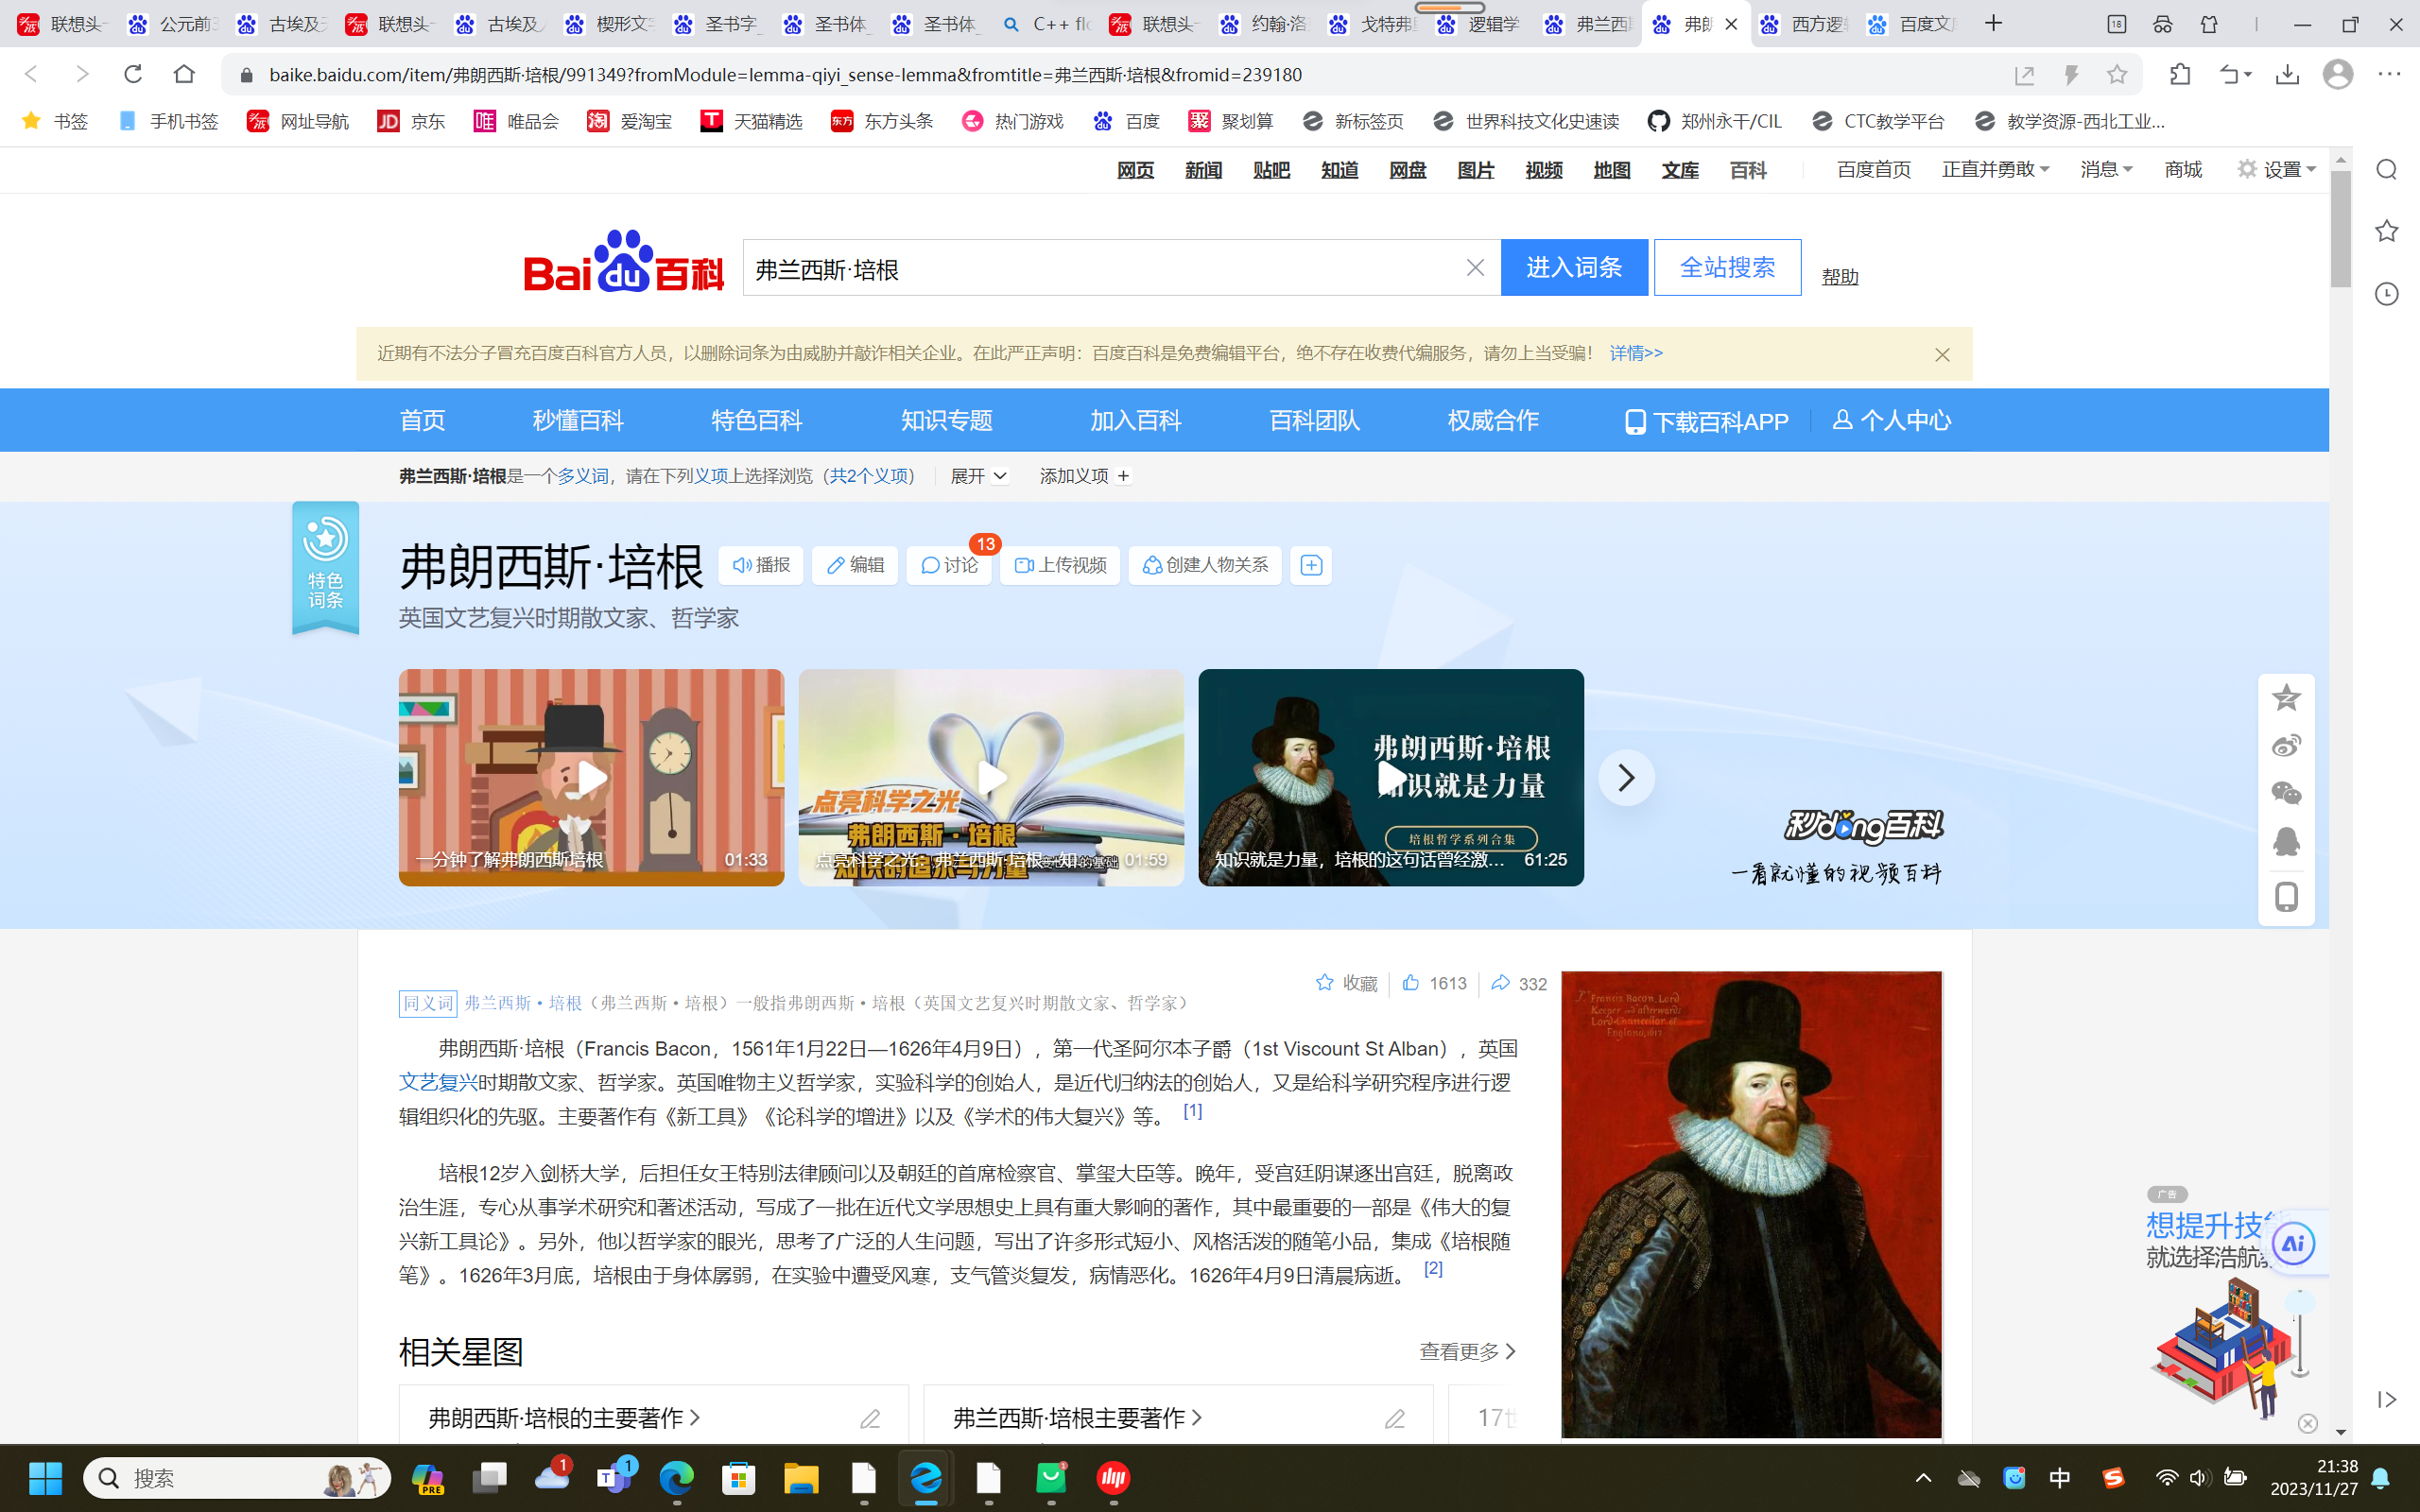 联想头
公元前3
古埃及
联想头
古埃及
楔形文
圣书字_
圣书体_
圣书体_
C++ flo
联想头
约翰·洛
戈特弗
逻辑学
弗兰西
弗
西方逻
百度文
18
baike.baidu.com/item/弗朗西斯·培根/991349?fromModule=lemma-qiyi_sense-lemma&fromtitle=弗兰西斯·培根&fromid=239180
书签 手机书签 网址导航 京东 唯品会 爱淘宝 天猫精选 东方头条 热门游戏 百度 聚划算 新标签页 世界科技文化史速读 郑州永干/CIL CTC教学平台 教学资源-西北工业...
网页 新闻 贴吧 知道 网盘 图片 视频 地图 文库 百科 百度首页 正直并勇敢 消息 商城 设置
Bai du 百科
弗兰西斯·培根
进入词条
全站搜索
帮助
近期有不法分子冒充百度百科官方人员，以删除词条为由威胁并敲诈相关企业。在此严正声明：百度百科是免费编辑平台，绝不存在收费代编服务，请勿上当受骗！ 详情>>
首页 秒懂百科 特色百科 知识专题 加入百科 百科团队 权威合作 下载百科APP 个人中心
弗兰西斯·培根是一个多义词，请在下列义项上选择浏览（共2个义项） 展开 添加义项 +
特色
词条
弗朗西斯·培根
播报 编辑 讨论 13 上传视频 创建人物关系
英国文艺复兴时期散文家、哲学家
一分钟了解弗朗西斯培根 01:33
点亮科学之光
弗朗西斯·培根
点亮科学之光：弗兰西斯·培根—知... 01:59
弗朗西斯·培根
知识就是力量
培根哲学系列合集
知识就是力量，培根的这句话曾经激... 61:25
秒dong百科
一看就懂的视频百科
收藏 1613 332
同义词 弗兰西斯·培根（弗兰西斯·培根）一般指弗朗西斯·培根（英国文艺复兴时期散文家、哲学家）
弗朗西斯·培根（Francis Bacon，1561年1月22日—1626年4月9日），第一代圣阿尔本子爵（1st Viscount St Alban），英国
文艺复兴时期散文家、哲学家。英国唯物主义哲学家，实验科学的创始人，是近代归纳法的创始人，又是给科学研究程序进行逻
辑组织化的先驱。主要著作有《新工具》《论科学的增进》以及《学术的伟大复兴》等。 [1]
培根12岁入剑桥大学，后担任女王特别法律顾问以及朝廷的首席检察官、掌玺大臣等。晚年，受宫廷阴谋逐出宫廷，脱离政
治生涯，专心从事学术研究和著述活动，写成了一批在近代文学思想史上具有重大影响的著作，其中最重要的一部是《伟大的复
兴新工具论》。另外，他以哲学家的眼光，思考了广泛的人生问题，写出了许多形式短小、风格活泼的随笔小品，集成《培根随
笔》。1626年3月底，培根由于身体孱弱，在实验中遭受风寒，支气管炎复发，病情恶化。1626年4月9日清晨病逝。 [2]
Francis Bacon, Lord
Keeper and afterwards
Lord Chancellor of
England, 1617.
相关星图
查看更多
弗朗西斯·培根的主要著作
弗兰西斯·培根主要著作
17
广告
想提升技能
就选择浩航
Ai
搜索
PRE
1
1
中
21:38
2023/11/27